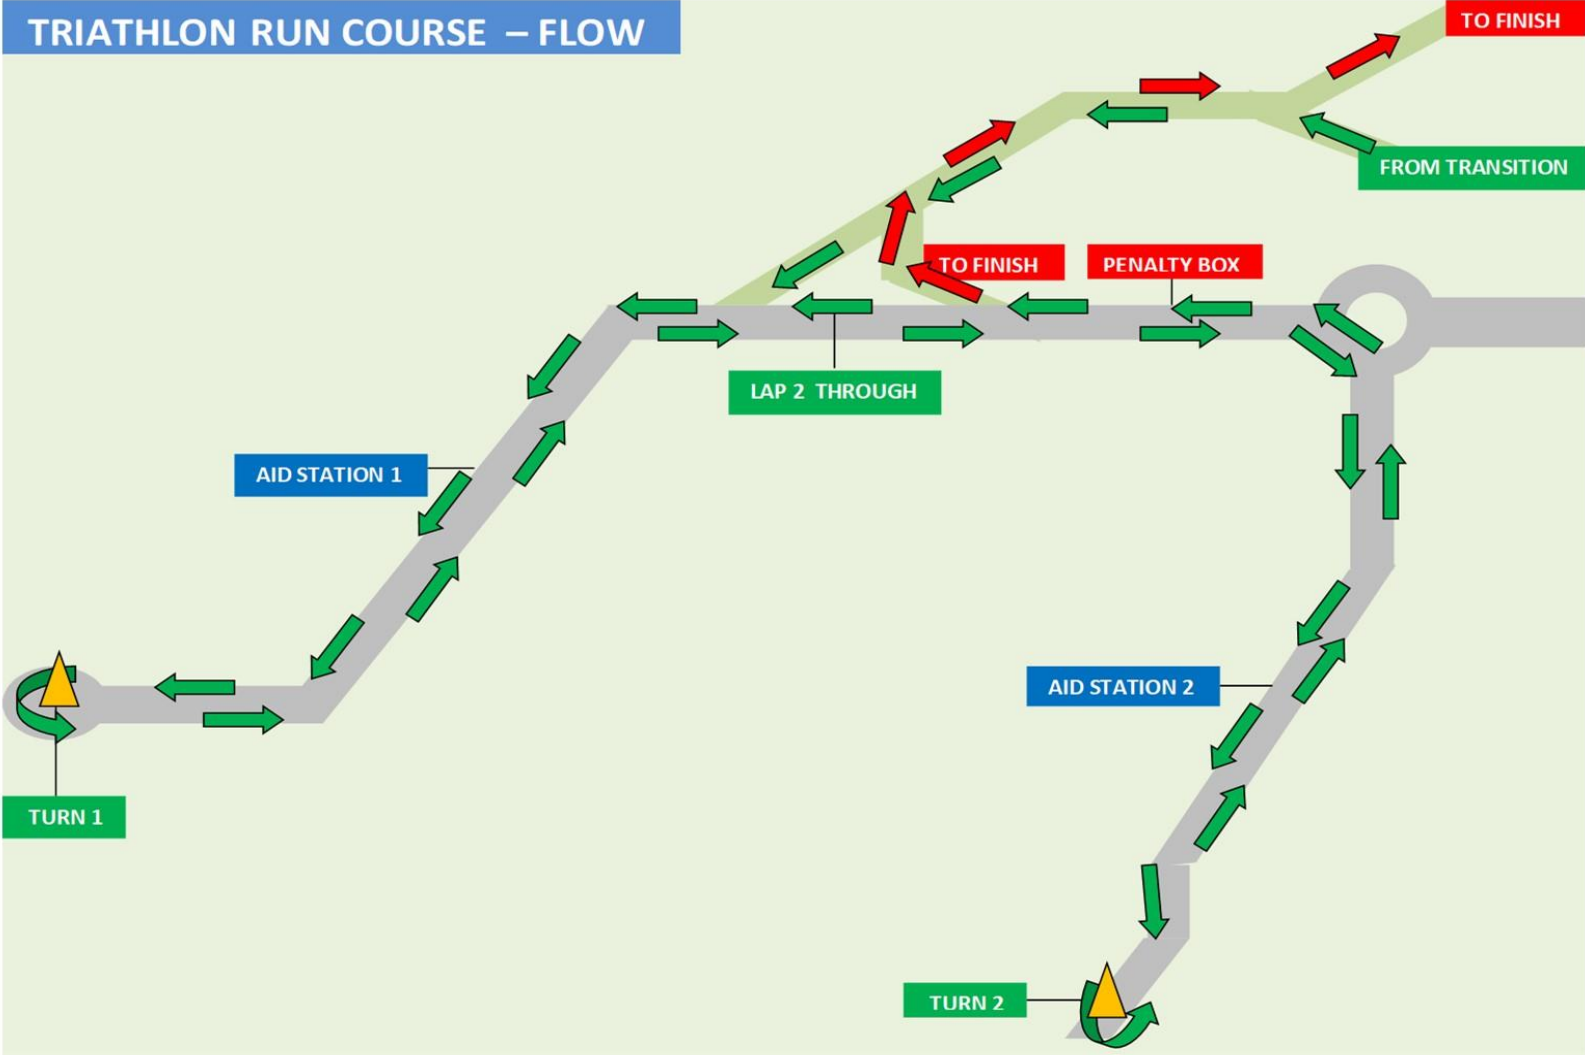 TRIATHLON RUN COURSE – FLOW
TO FINISH
FROM TRANSITION
TO FINISH
PENALTY BOX
LAP 2 THROUGH
AID STATION 1
AID STATION 2
TURN 1
TURN 2